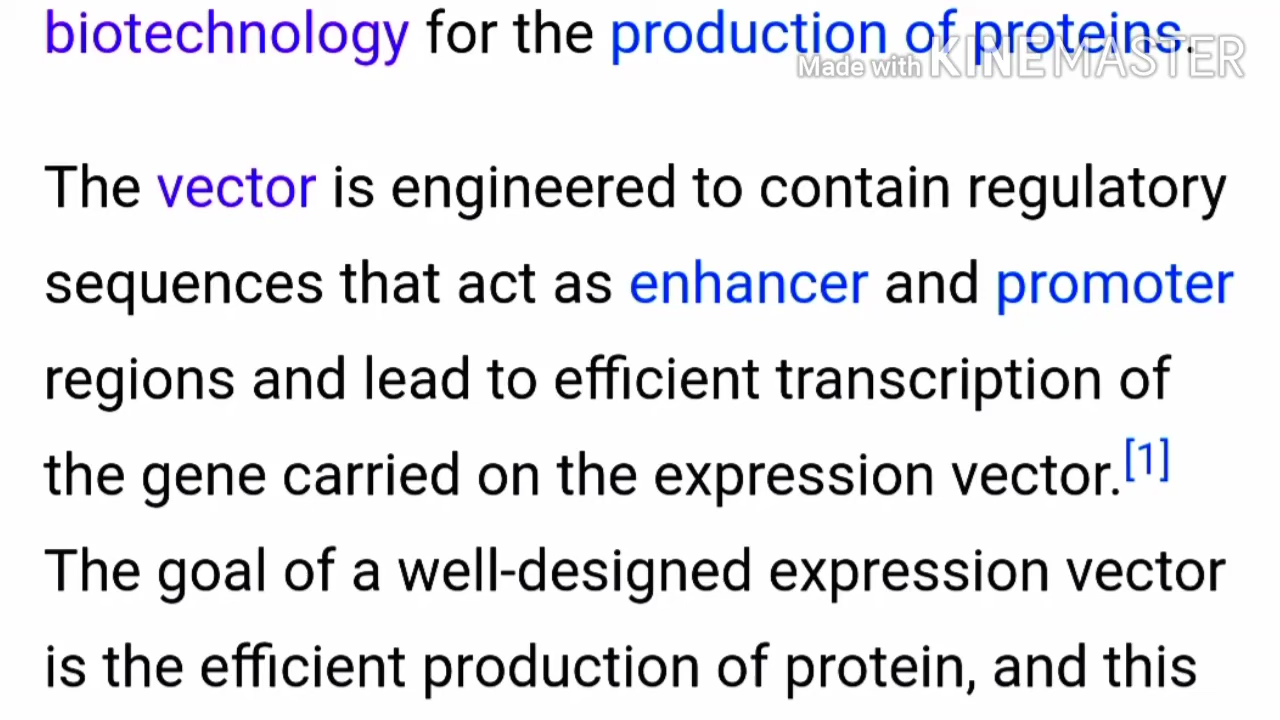 biotechnology for the production of proteins.
Made with KINEMASTER
The vector is engineered to contain regulatory
sequences that act as enhancer and promoter
regions and lead to efficient transcription of
the gene carried on the expression vector.[1]
The goal of a well-designed expression vector
is the efficient production of protein, and this